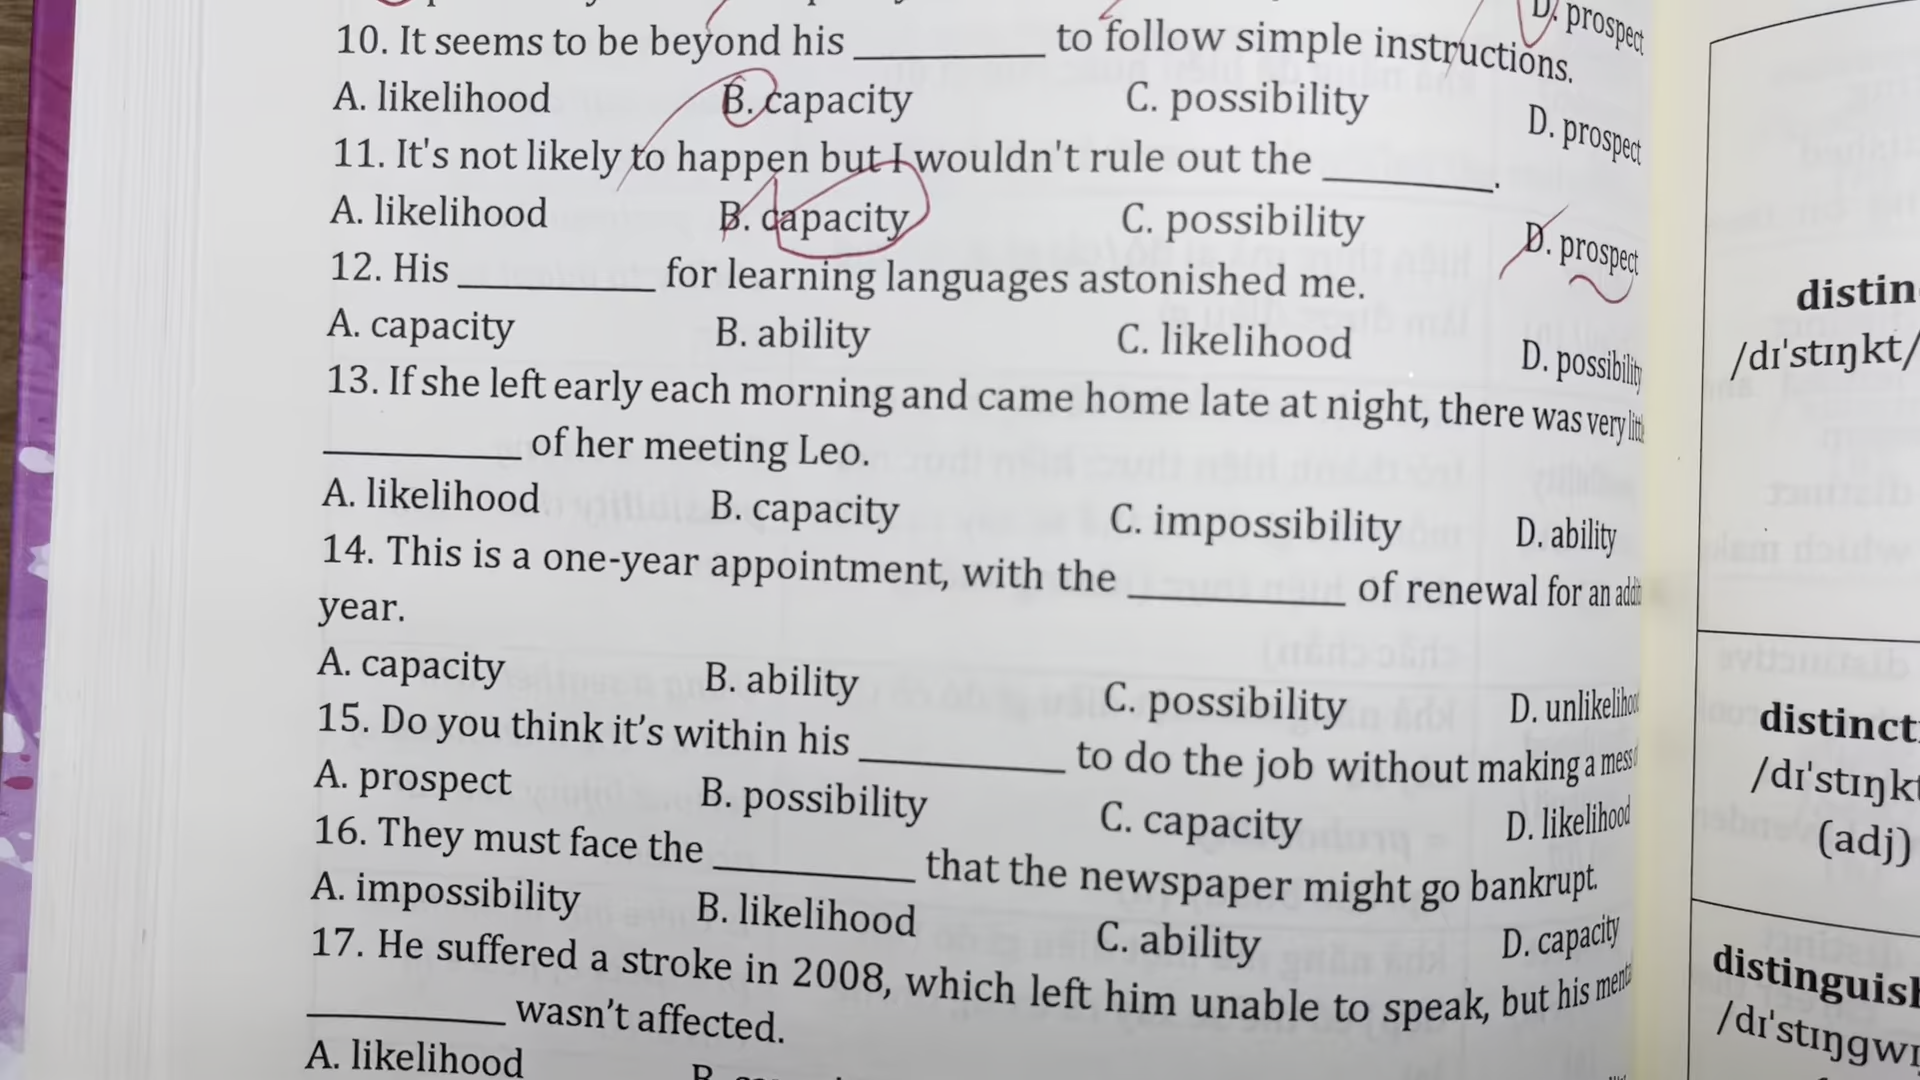 D. prospect
10. It seems to be beyond his __________ to follow simple instructions.
A. likelihood B. capacity C. possibility D. prospect
11. It's not likely to happen but I wouldn't rule out the __________.
A. likelihood B. capacity C. possibility D. prospect
12. His __________ for learning languages astonished me.
A. capacity B. ability C. likelihood D. possibility
13. If she left early each morning and came home late at night, there was very
__________ of her meeting Leo.
A. likelihood B. capacity C. impossibility D. ability
14. This is a one-year appointment, with the __________ of renewal for an
year.
A. capacity B. ability C. possibility
15. Do you think it's within his __________ to do the job without making a mess
A. prospect B. possibility C. capacity D. likelihood
16. They must face the __________ that the newspaper might go bankrupt.
A. impossibility B. likelihood C. ability D. capacity
17. He suffered a stroke in 2008, which left him unable to speak, but his
__________ wasn't affected.
A. likelihood
/dɪˈstɪŋkt/
(adj)